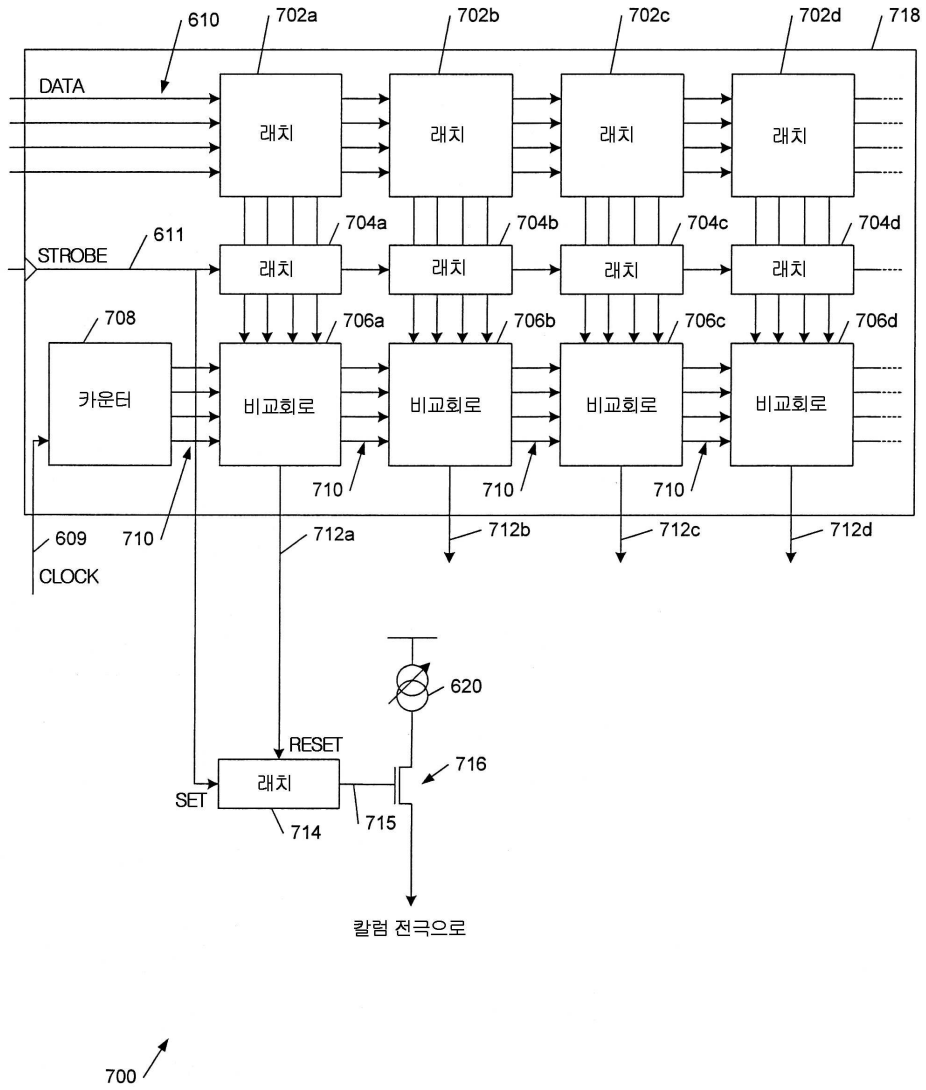 610 702a 702b 702c 702d 718
DATA
래치 래치 래치 래치
704a 704b 704c 704d
611
STROBE
래치 래치 래치 래치
708 706a 706b 706c 706d
카운터 비교회로 비교회로 비교회로 비교회로
710 710 710
609 710 712a 712b 712c 712d
CLOCK
620
RESET
716
래치
SET
714 715
칼럼 전극으로
700